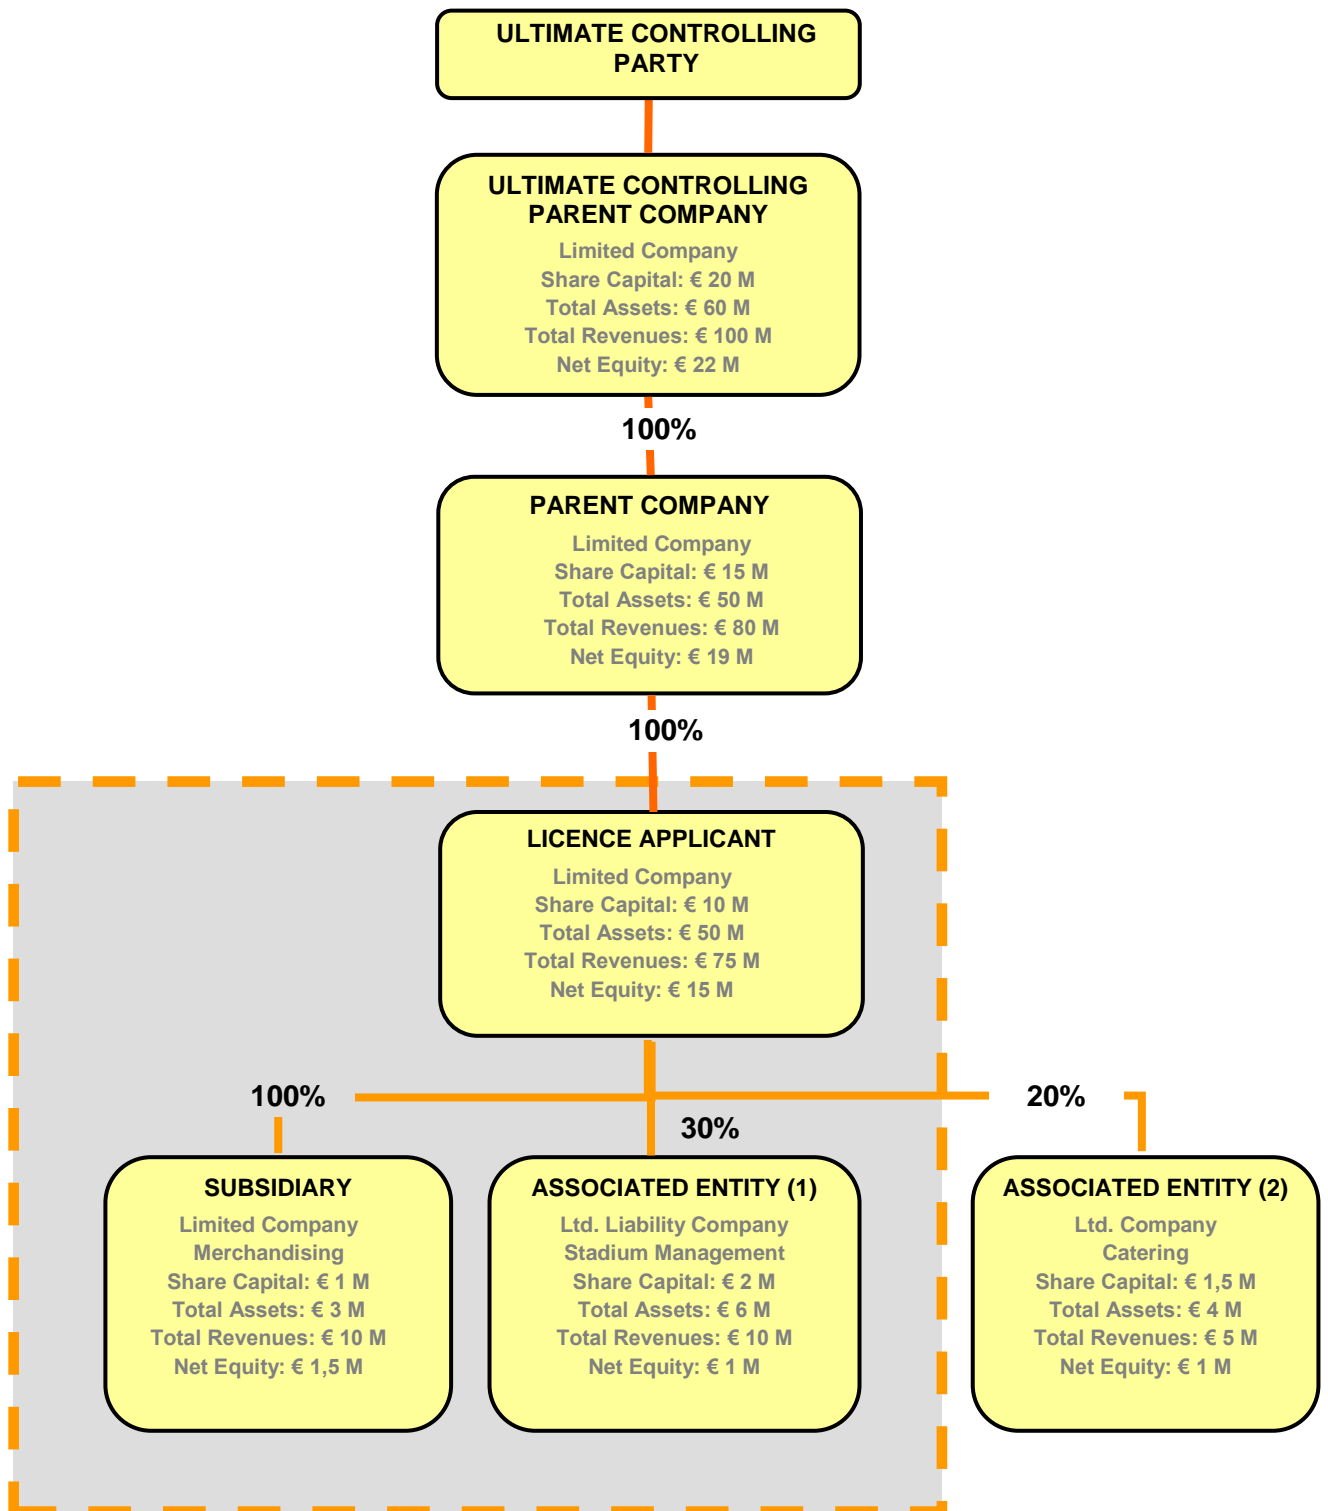 ULTIMATE CONTROLLING
PARTY
ULTIMATE CONTROLLING
PARENT COMPANY
Limited Company
Share Capital: € 20 M
Total Assets: € 60 M
Total Revenues: € 100 M
Net Equity: € 22 M
100%
PARENT COMPANY
Limited Company
Share Capital: € 15 M
Total Assets: € 50 M
Total Revenues: € 80 M
Net Equity: € 19 M
100%
LICENCE APPLICANT
Limited Company
Share Capital: € 10 M
Total Assets: € 50 M
Total Revenues: € 75 M
Net Equity: € 15 M
100%
30%
20%
SUBSIDIARY
Limited Company
Merchandising
Share Capital: € 1 M
Total Assets: € 3 M
Total Revenues: € 10 M
Net Equity: € 1,5 M
ASSOCIATED ENTITY (1)
Ltd. Liability Company
Stadium Management
Share Capital: € 2 M
Total Assets: € 6 M
Total Revenues: € 10 M
Net Equity: € 1 M
ASSOCIATED ENTITY (2)
Ltd. Company
Catering
Share Capital: € 1,5 M
Total Assets: € 4 M
Total Revenues: € 5 M
Net Equity: € 1 M